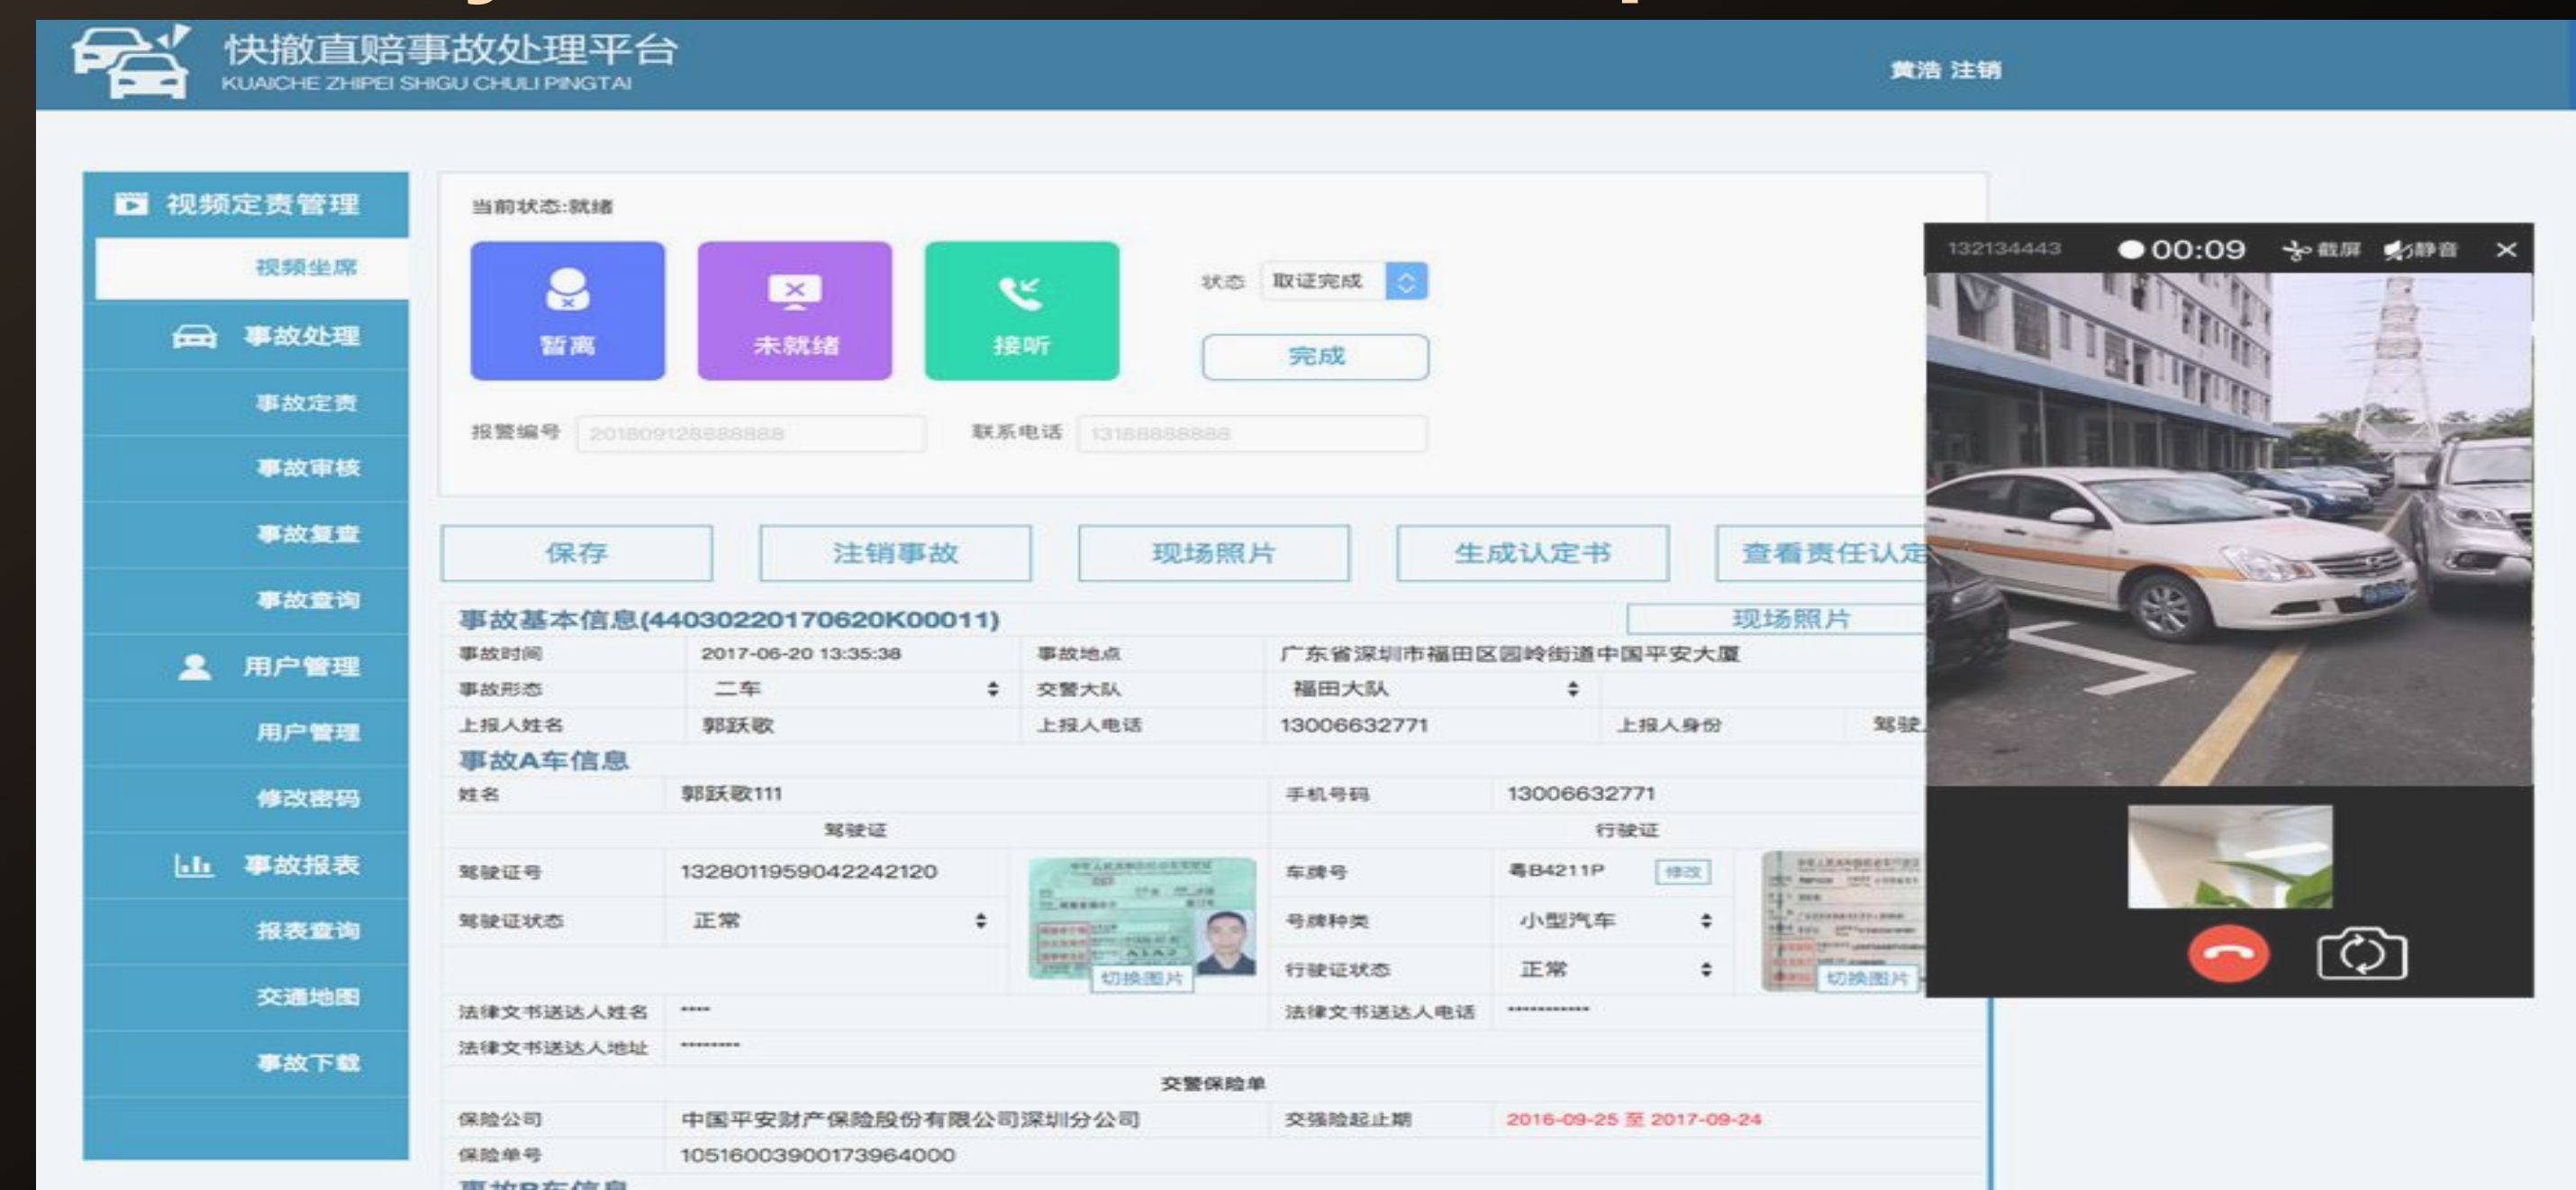 快撤直赔事故处理平台
KUAICHE ZHIPEI SHIGU CHULI PINGTAI
黄浩 注销
视频定责管理
视频坐席
事故处理
事故定责
事故审核
事故复查
事故查询
用户管理
用户管理
修改密码
事故报表
报表查询
交通地图
事故下载
当前状态:就绪
暂离
未就绪
接听
状态 取证完成
完成
报警编号 201809128888888 联系电话 13188888888
保存 注销事故 现场照片 生成认定书 查看责任认定
事故基本信息(44030220170620K00011) 现场照片
事故时间 2017-06-20 13:35:38 事故地点 广东省深圳市福田区园岭街道中国平安大厦
事故形态 二车 交警大队 福田大队
上报人姓名 郭跃歌 上报人电话 13006632771 上报人身份 驾驶
事故A车信息
姓名 郭跃歌111 手机号码 13006632771
驾驶证 行驶证
驾驶证号 1328011959042242120 车牌号 粤B4211P 修改
驾驶证状态 正常 号牌种类 小型汽车
切换图片 行驶证状态 正常 切换图片
法律文书送达人姓名 **** 法律文书送达人电话 ***********
法律文书送达人地址 ********
交警保险单
保险公司 中国平安财产保险股份有限公司深圳分公司 交强险起止期 2016-09-25 至 2017-09-24
保险单号 10516003900173964000
事故B车信息
132134443 00:09 截屏 静音